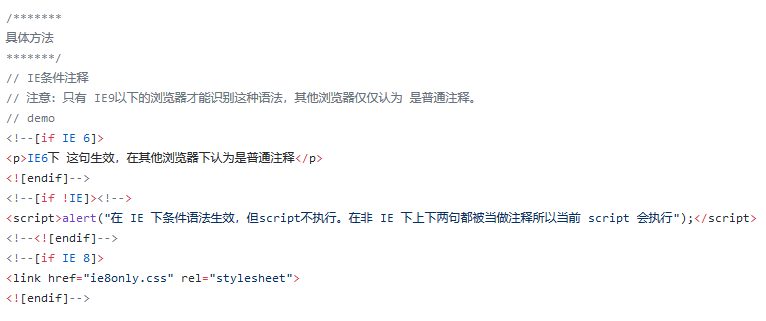 /*******
具体方法
*******/
// IE条件注释
// 注意：只有 IE9以下的浏览器才能识别这种语法，其他浏览器仅仅认为 是普通注释。
// demo
<!--[if IE 6]>
<p>IE6下 这句生效，在其他浏览器下认为是普通注释</p>
<![endif]-->
<!--[if !IE]><!-->
<script>alert("在 IE 下条件语法生效，但script不执行。在非 IE 下上下两句都被当做注释所以当前 script 会执行");</script>
<!--<![endif]-->
<!--[if IE 8]>
<link href="ie8only.css" rel="stylesheet">
<![endif]-->